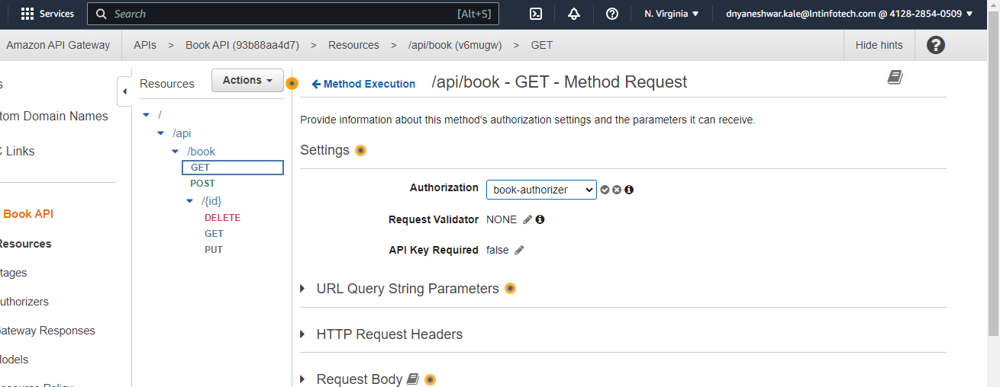 Services Search [Alt+S] N. Virginia dnyaneshwar.kale@lntinfotech.com @ 4128-2854-0509
Amazon API Gateway APIs > Book API (93b88aa4d7) > Resources > /api/book (v6mugw) > GET Hide hints ?
s
tom Domain Names
C Links
Book API
Resources
tages
uthorizers
Gateway Responses
Models
Resources Actions
/
/api
/book
GET
POST
/{id}
DELETE
GET
PUT
Method Execution /api/book - GET - Method Request
Provide information about this method's authorization settings and the parameters it can receive.
Settings
Authorization book-authorizer
Request Validator NONE
API Key Required false
URL Query String Parameters
HTTP Request Headers
Request Body